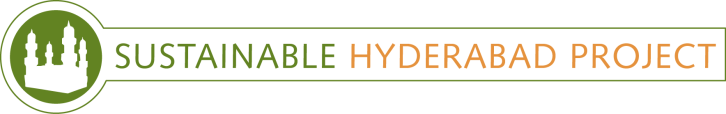 SUSTAINABLE HYDERABAD PROJECT